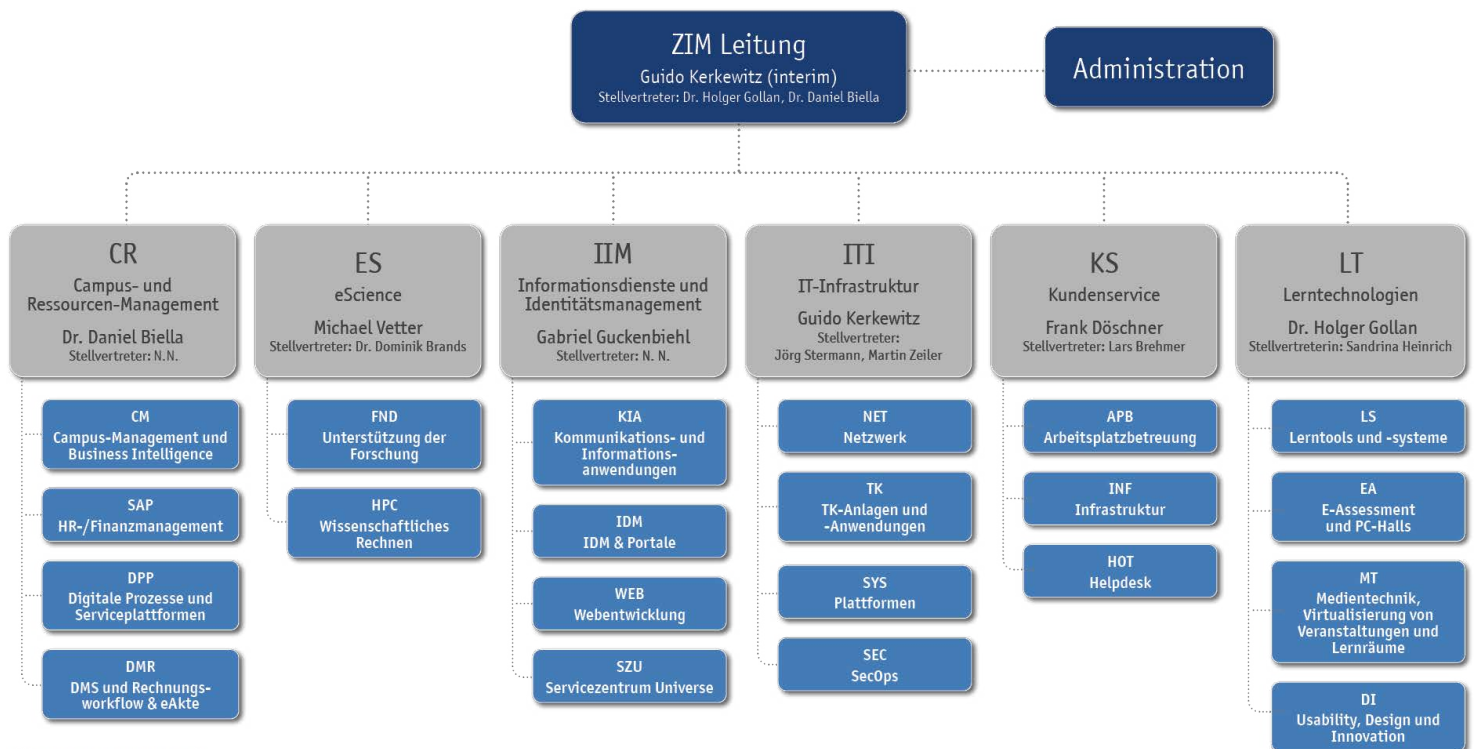 ZIM Leitung
Guido Kerkewitz (interim)
Stellvertreter: Dr. Holger Gollan, Dr. Daniel Biella
Administration
CR
Campus- und
Ressourcen-Management
Dr. Daniel Biella
Stellvertreter: N.N.
CM
Campus-Management und
Business Intelligence
SAP
HR-/Finanzmanagement
DPP
Digitale Prozesse und
Serviceplattformen
DMR
DMS und Rechnungs-
workflow & eAkte
ES
eScience
Michael Vetter
Stellvertreter: Dr. Dominik Brands
FND
Unterstützung der
Forschung
HPC
Wissenschaftliches
Rechnen
IIM
Informationsdienste und
Identitätsmanagement
Gabriel Guckenbiehl
Stellvertreter: N. N.
KIA
Kommunikations- und
Informations-
anwendungen
IDM
IDM & Portale
WEB
Webentwicklung
SZU
Servicezentrum Universe
ITI
IT-Infrastruktur
Guido Kerkewitz
Stellvertreter:
Jörg Stermann, Martin Zeiler
NET
Netzwerk
TK
TK-Anlagen und
-Anwendungen
SYS
Plattformen
SEC
SecOps
KS
Kundenservice
Frank Döschner
Stellvertreter: Lars Brehmer
APB
Arbeitsplatzbetreuung
INF
Infrastruktur
HOT
Helpdesk
LT
Lerntechnologien
Dr. Holger Gollan
Stellvertreterin: Sandrina Heinrich
LS
Lerntools und -systeme
EA
E-Assessment
und PC-Halls
MT
Medientechnik,
Virtualisierung von
Veranstaltungen und
Lernräume
DI
Usability, Design und
Innovation